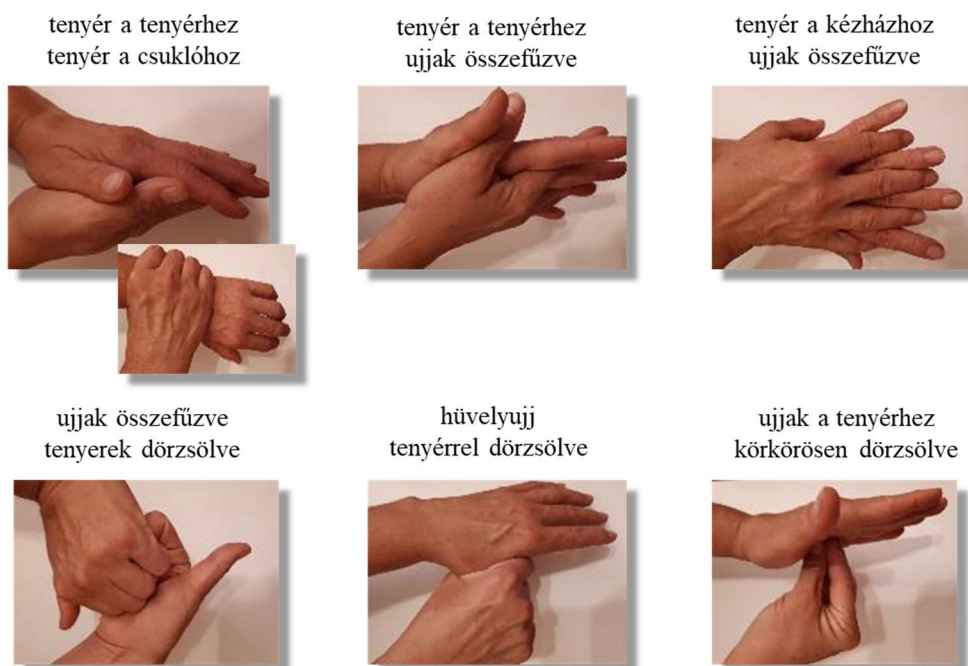 tenyér a tenyérhez
tenyér a csuklóhoz
tenyér a tenyérhez
ujjak összefűzve
tenyér a kézházhoz
ujjak összefűzve
ujjak összefűzve
tenyerek dörzsölve
hüvelyujj
tenyérrel dörzsölve
ujjak a tenyérhez
körkörösen dörzsölve